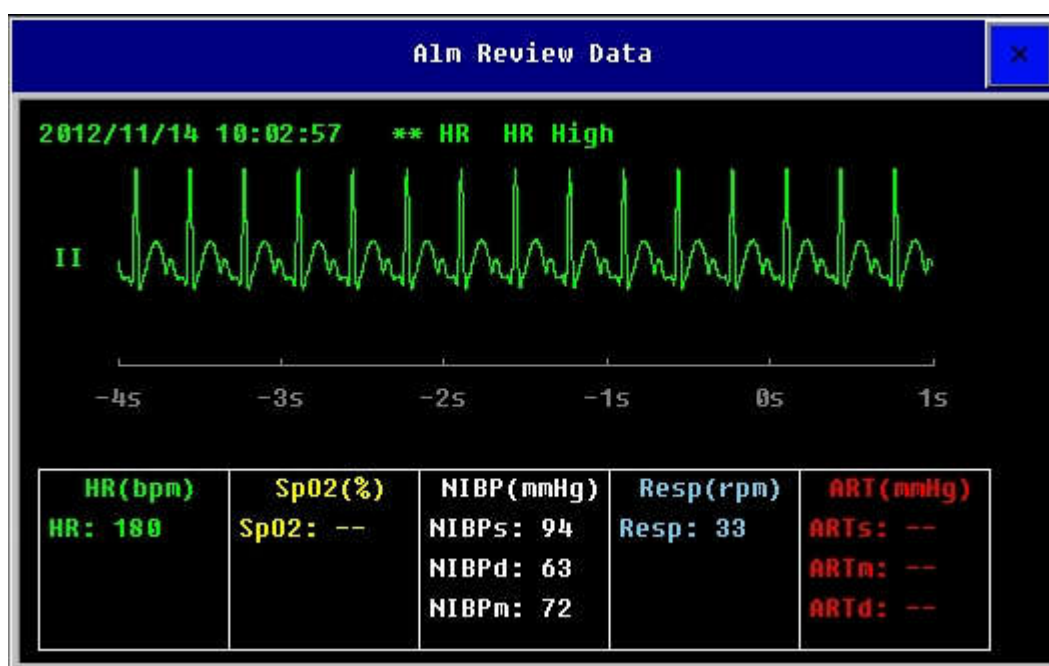 Alm Review Data
2012/11/14 10:02:57 ** HR HR High
II
-4s -3s -2s -1s 0s 1s
HR(bpm) SpO2(%) NIBP(mmHg) Resp(rpm) ART(mmHg)
HR: 180 SpO2: -- NIBPs: 94 Resp: 33 ARTs: --
NIBPd: 63 ARTm: --
NIBPm: 72 ARTd: --